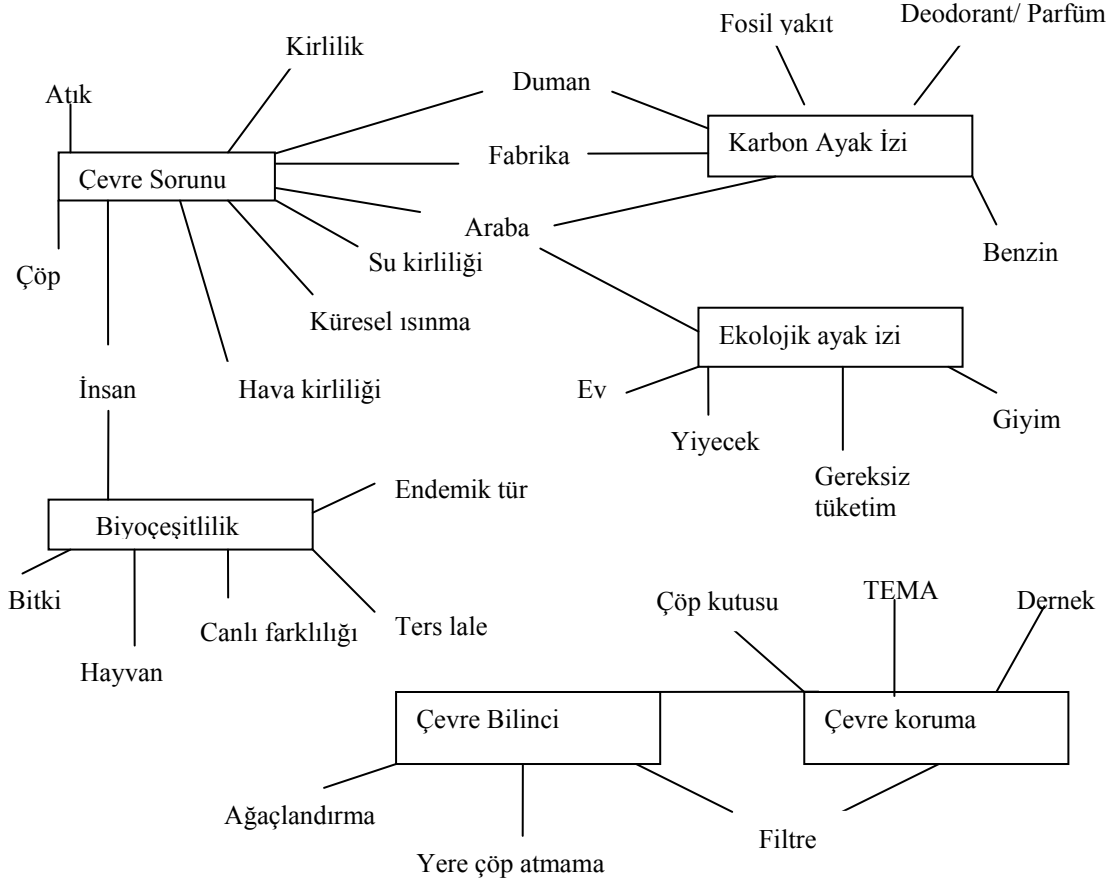 Deodorant/ Parfüm
Fosil yakıt
Kirlilik
Duman
Atık
Karbon Ayak İzi
Fabrika
Çevre Sorunu
Araba
Benzin
Su kirliliği
Çöp
Küresel ısınma
Ekolojik ayak izi
İnsan
Hava kirliliği
Ev
Giyim
Yiyecek
Gereksiz
tüketim
Endemik tür
Biyoçeşitlilik
Bitki
Canlı farklılığı
Ters lale
Hayvan
Çöp kutusu
TEMA
Dernek
Çevre Bilinci
Çevre koruma
Ağaçlandırma
Filtre
Yere çöp atmama